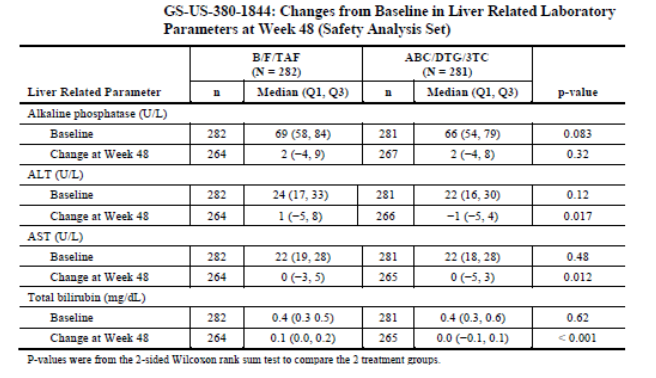 GS-US-380-1844: Changes from Baseline in Liver Related Laboratory
Parameters at Week 48 (Safety Analysis Set)
B/F/TAF ABC/DTG/3TC
(N = 282) (N = 281)
Liver Related Parameter n Median (Q1, Q3) n Median (Q1, Q3) p-value
Alkaline phosphatase (U/L)
Baseline 282 69 (58, 84) 281 66 (54, 79) 0.083
Change at Week 48 264 2 (−4, 9) 267 2 (−4, 8) 0.32
ALT (U/L)
Baseline 282 24 (17, 33) 281 22 (16, 30) 0.12
Change at Week 48 264 1 (−5, 8) 266 −1 (−5, 4) 0.017
AST (U/L)
Baseline 282 22 (19, 28) 281 22 (18, 28) 0.48
Change at Week 48 264 0 (−3, 5) 265 0 (−5, 3) 0.012
Total bilirubin (mg/dL)
Baseline 282 0.4 (0.3 0.5) 281 0.4 (0.3, 0.6) 0.62
Change at Week 48 264 0.1 (0.0, 0.2) 265 0.0 (−0.1, 0.1) < 0.001
P-values were from the 2-sided Wilcoxon rank sum test to compare the 2 treatment groups.